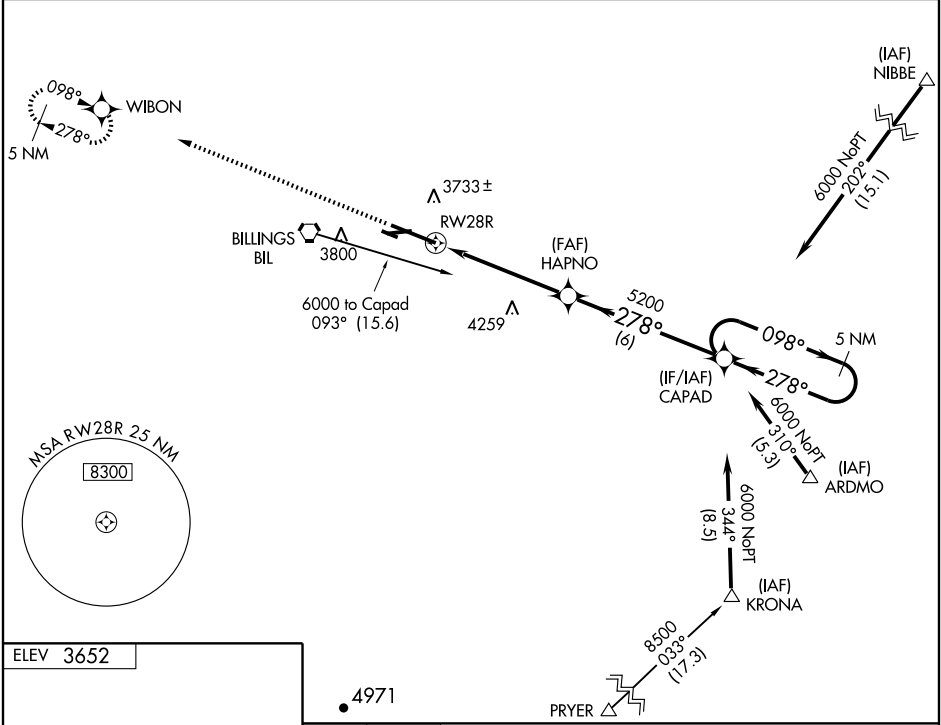 (IAF)
NIBBE
098°
WIBON
278°
5 NM
6000 NoPT
202°
(15.1)
3733±
RW28R
BILLINGS
BIL
3800
(FAF)
HAPNO
6000 to Capad
093° (15.6)
4259
5200
278°
(6)
098°
5 NM
278°
(IF/IAF)
CAPAD
6000 NoPT
310°
(5.3)
(IAF)
ARDMO
MSA RW28R 25 NM
8300
6000 NoPT
344°
(8.5)
(IAF)
KRONA
8500
033°
(17.3)
ELEV 3652
4971
PRYER